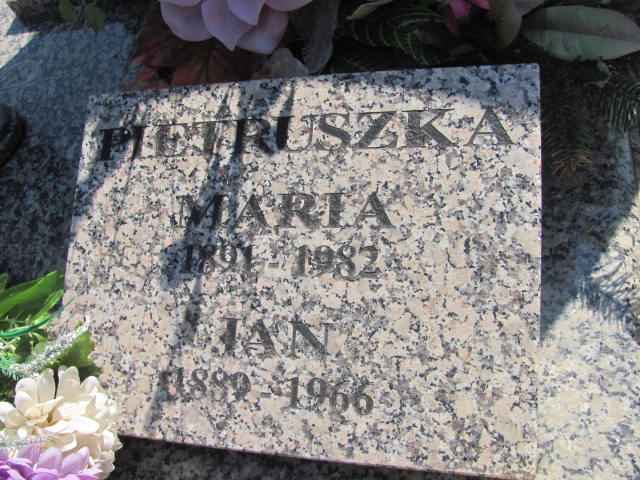 PIETRUSZKA
MARIA
1891 - 1982
JAN
1889 - 1966